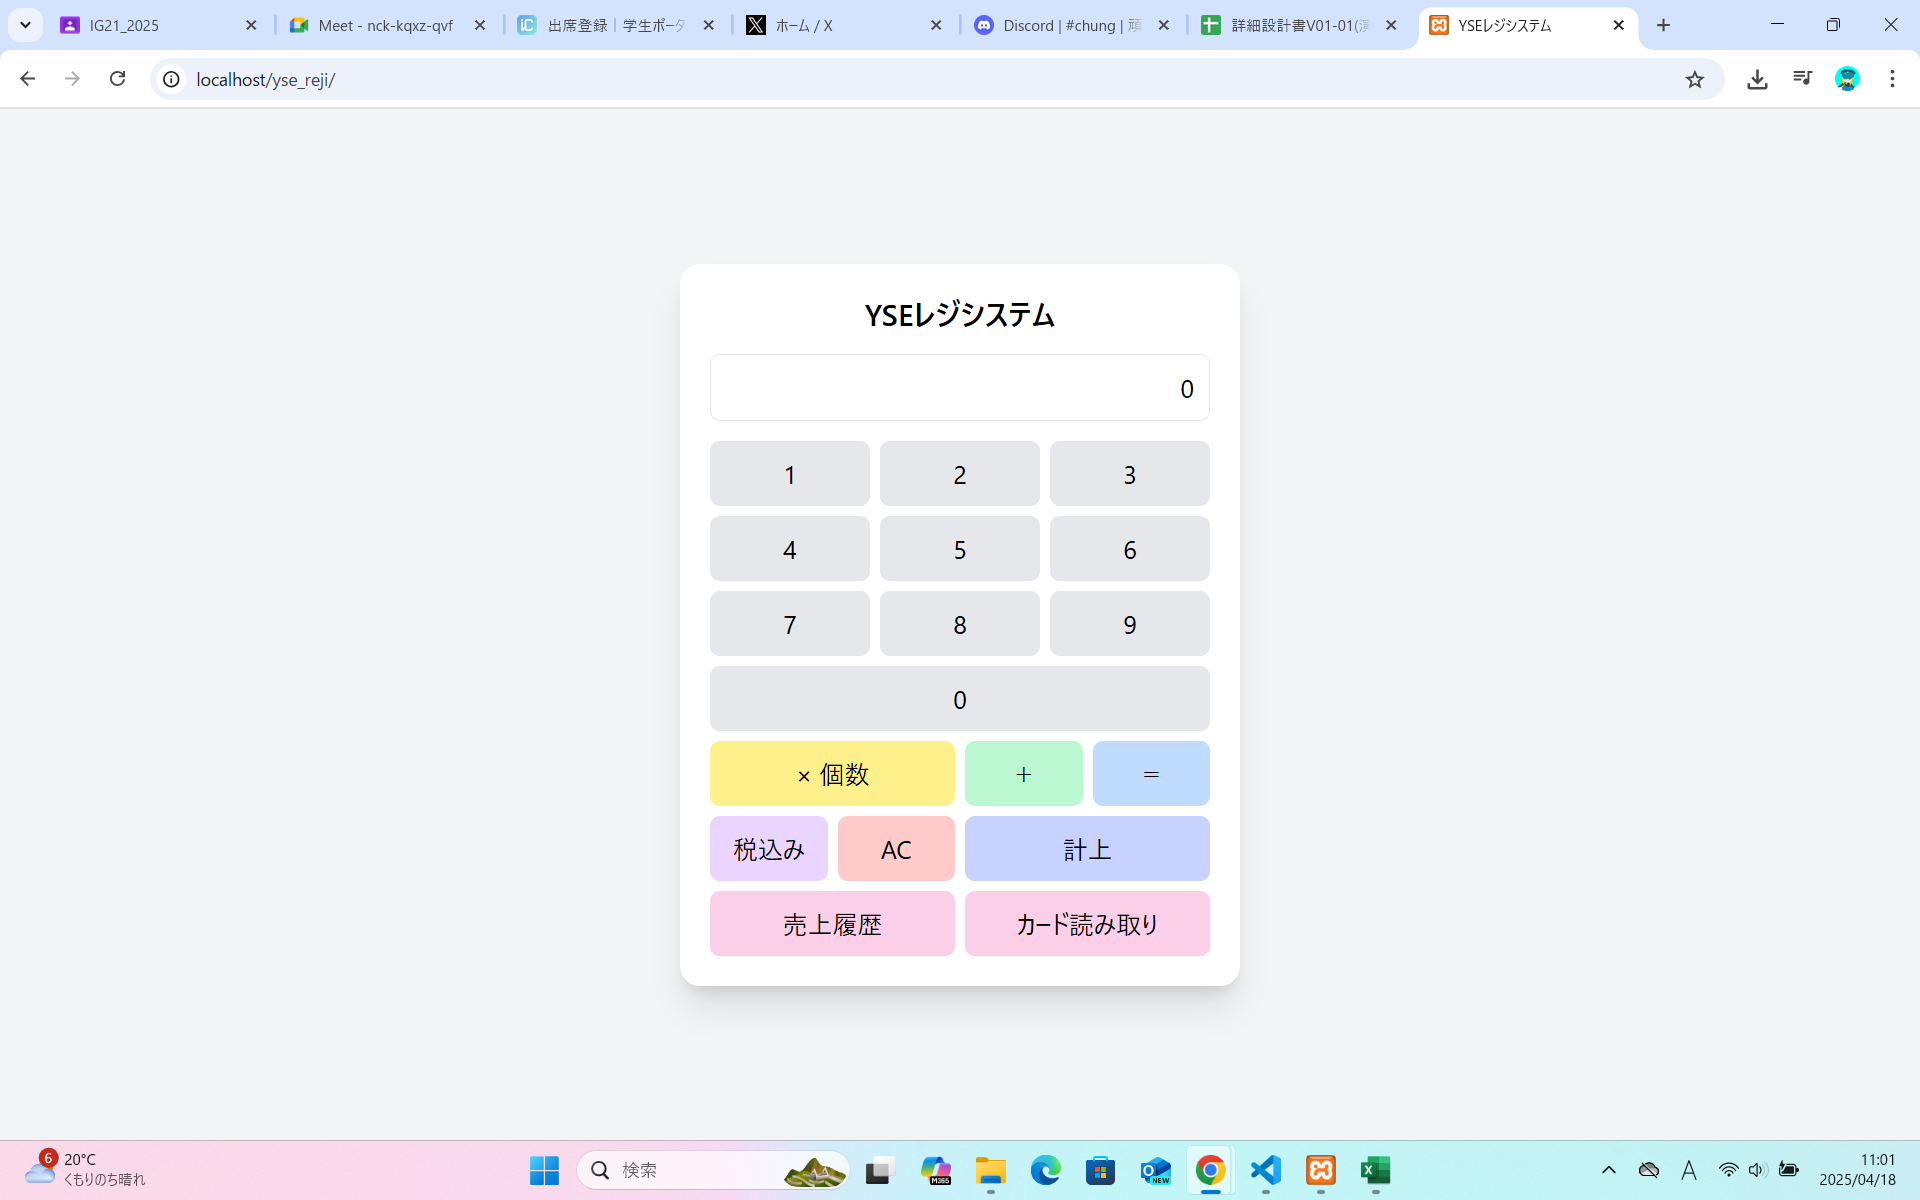 IG21_2025
Meet - nck-kqxz-qvf
出席登録｜学生ポータ
ホーム / X
Discord | #chung | 頑
詳細設計書V01-01(演
YSEレジシステム
localhost/yse_reji/
YSEレジシステム
0
1 2 3
4 5 6
7 8 9
0
× 個数 + =
税込み AC 計上
売上履歴 カード読み取り
6
20°C
くもりのち晴れ
検索
M365
NEW
A
11:01
2025/04/18